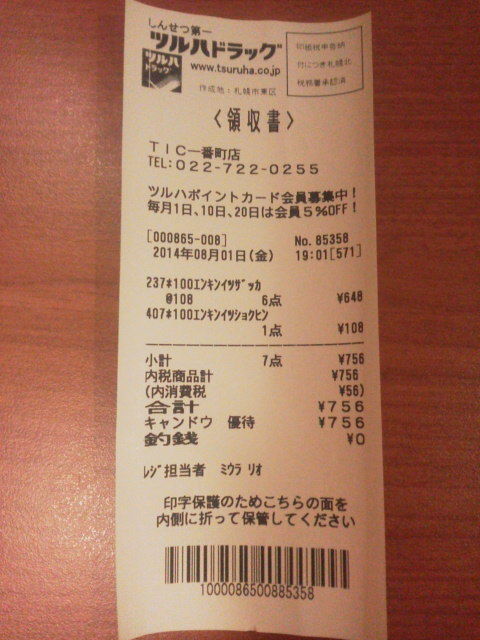 しんせつ第一
ツルハドラッグ
ツルハ
ドラッグ
www.tsuruha.co.jp
作成地：札幌市東区
印紙税申告納
付につき札幌北
税務署承認済
〈領収書〉
TIC一番町店
TEL:022-722-0255
ツルハポイントカード会員募集中!
毎月1日、10日、20日は会員5%OFF!
[000865-008] No.85358
2014年08月01日(金) 19:01[571]
237*100ｴﾝｷﾝｲﾂｻﾞｯｶ
@108 6点 ¥648
407*100ｴﾝｷﾝｲﾂｼｮｸﾋﾝ
1点 ¥108
小計 7点 ¥756
内税商品計 ¥756
(内消費税 ¥56)
合計 ¥756
キャンドウ 優待 ¥756
釣銭 ¥0
ﾚｼﾞ担当者 ﾐｳﾗ ﾘｵ
印字保護のためこちらの面を
内側に折って保管してください
1000086500885358